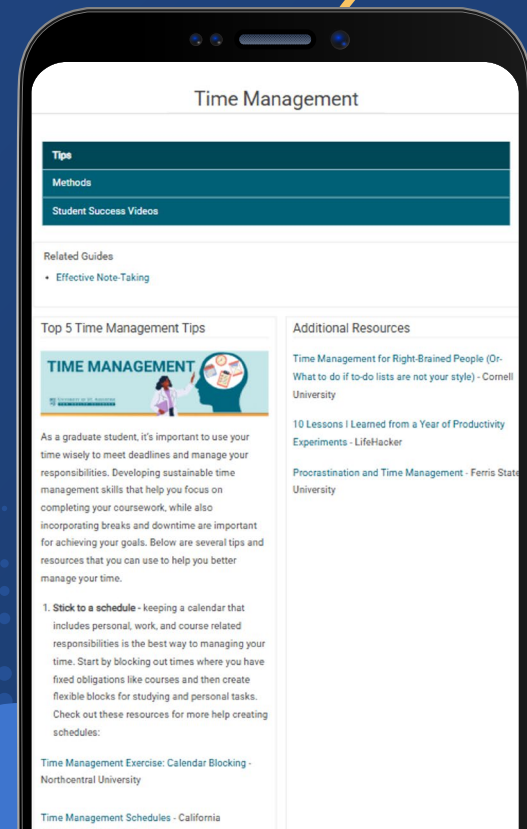 Time Management
Tips
Methods
Student Success Videos
Related Guides
• Effective Note-Taking
Top 5 Time Management Tips
TIME MANAGEMENT
As a graduate student, it's important to use your
time wisely to meet deadlines and manage your
responsibilities. Developing sustainable time
management skills that help you focus on
completing your coursework, while also
incorporating breaks and downtime are important
for achieving your goals. Below are several tips and
resources that you can use to help you better
manage your time.
1. Stick to a schedule - keeping a calendar that
includes personal, work, and course related
responsibilities is the best way to managing your
time. Start by blocking out times where you have
fixed obligations like courses and then create
flexible blocks for studying and personal tasks.
Check out these resources for more help creating
schedules:
Time Management Exercise: Calendar Blocking -
Northcentral University
Time Management Schedules - California
Additional Resources
Time Management for Right-Brained People (Or-
What to do if to-do lists are not your style) - Cornell
University
10 Lessons I Learned from a Year of Productivity
Experiments - LifeHacker
Procrastination and Time Management - Ferris State
University